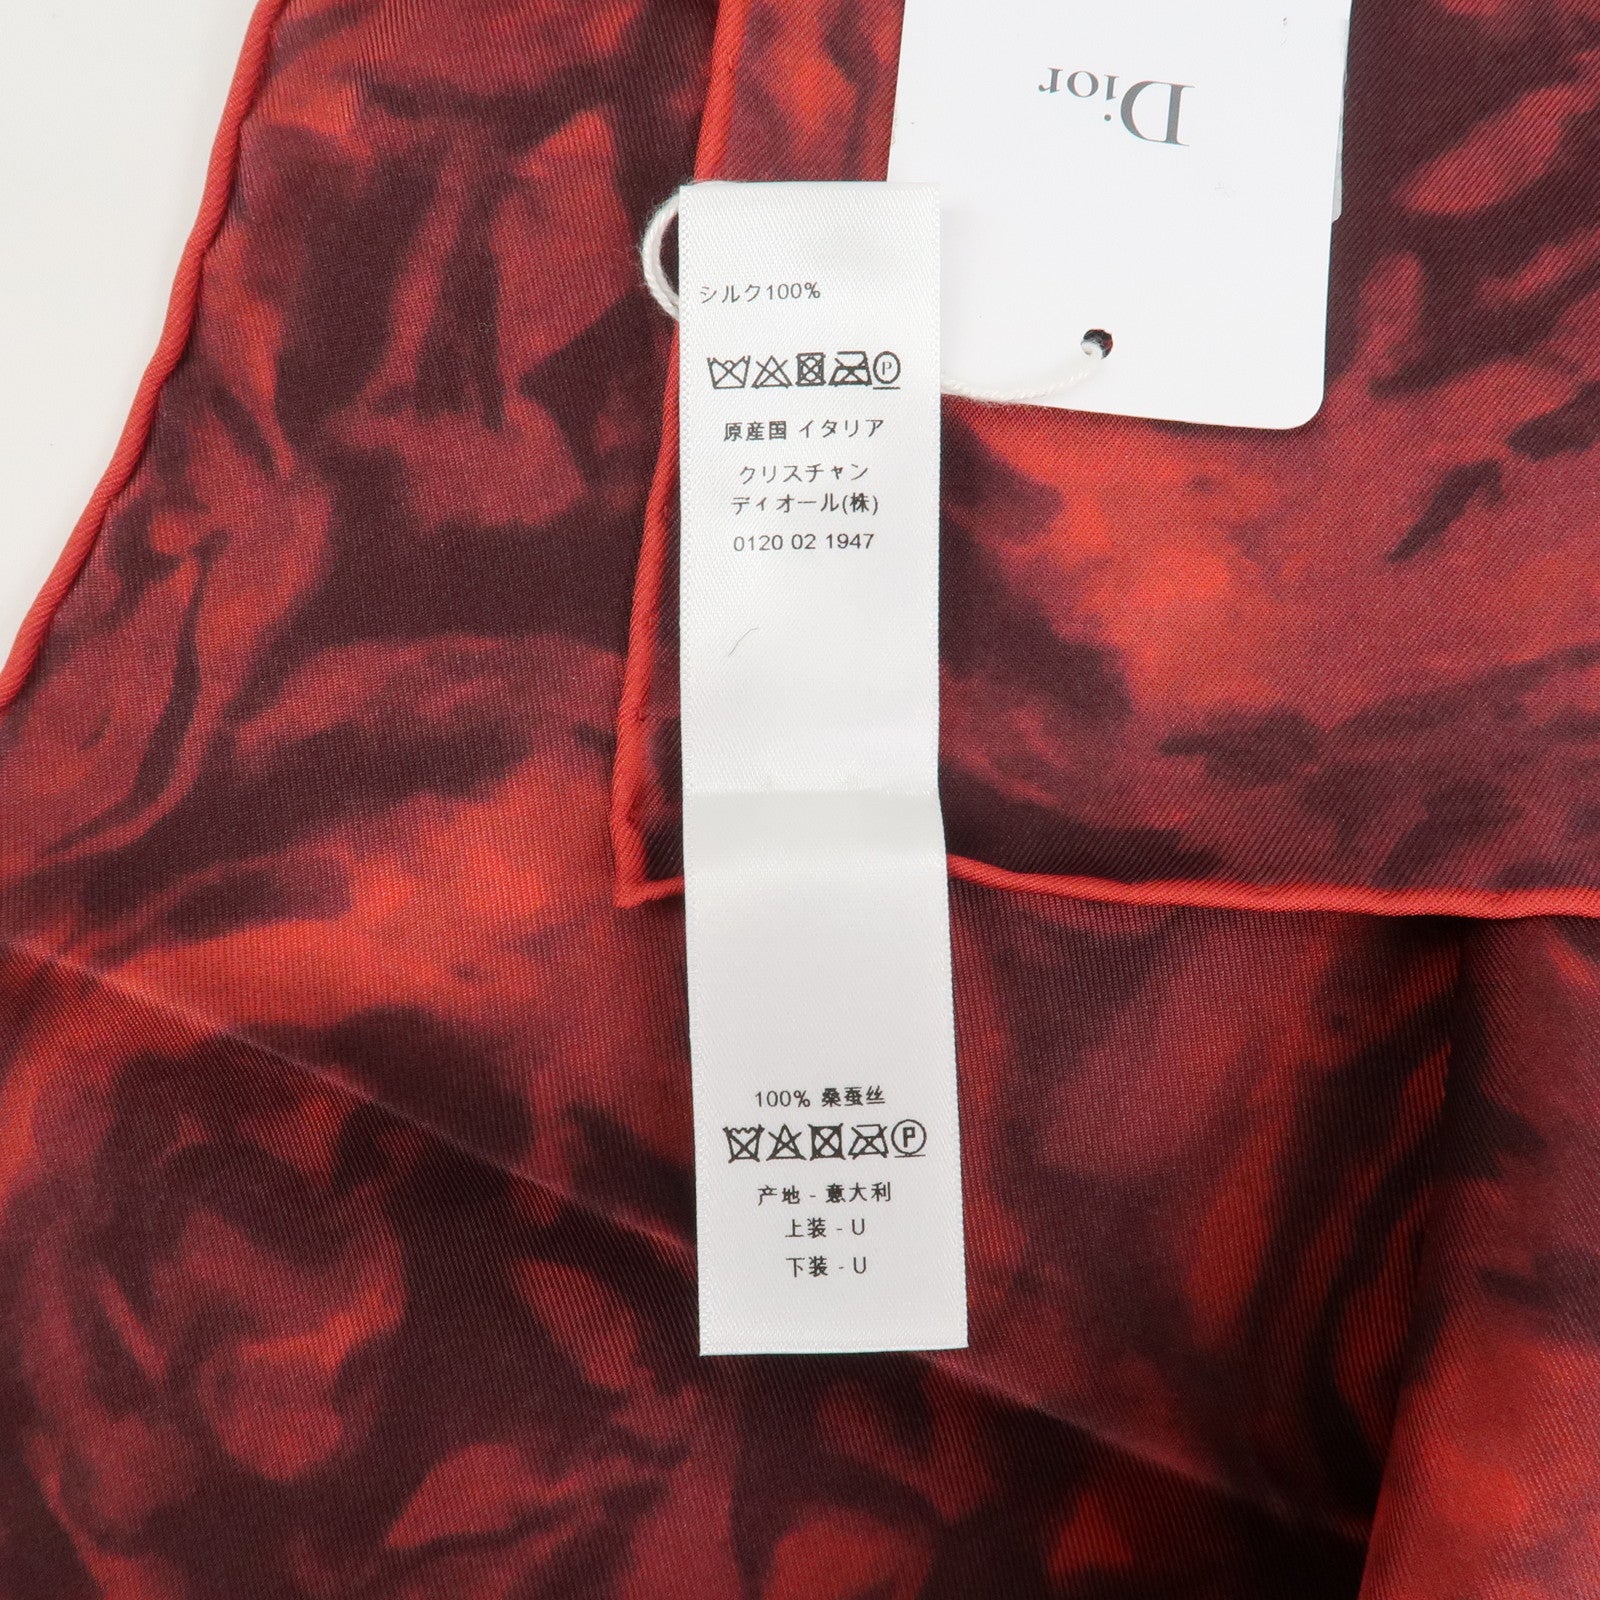 Dior
シルク100%
P
原産国 イタリア
クリスチャン
ディオール(株)
0120 02 1947
100% 桑蚕丝
P
产地 - 意大利
上装 - U
下装 - U